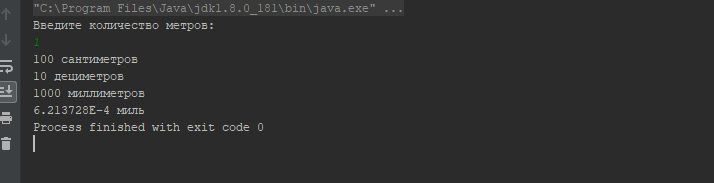 "C:\Program Files\Java\jdk1.8.0_181\bin\java.exe" ...
Введите количество метров:
1
100 сантиметров
10 дециметров
1000 миллиметров
6.213728E-4 миль
Process finished with exit code 0